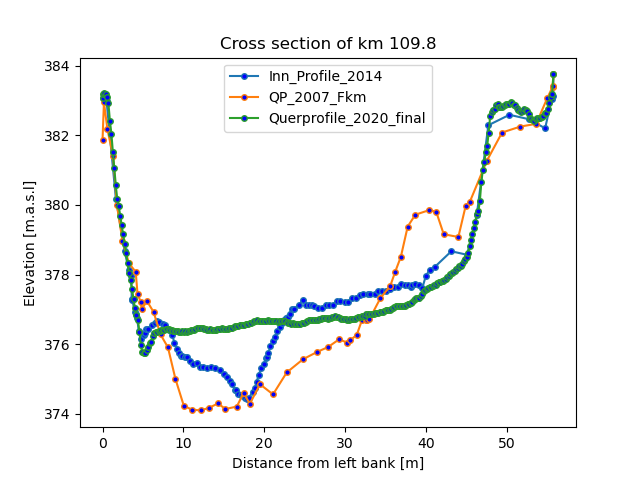 Cross section of km 109.8
Inn_Profile_2014
QP_2007_Fkm
Querprofile_2020_final
Elevation [m.a.s.l]
384
382
380
378
376
374
0 10 20 30 40 50
Distance from left bank [m]